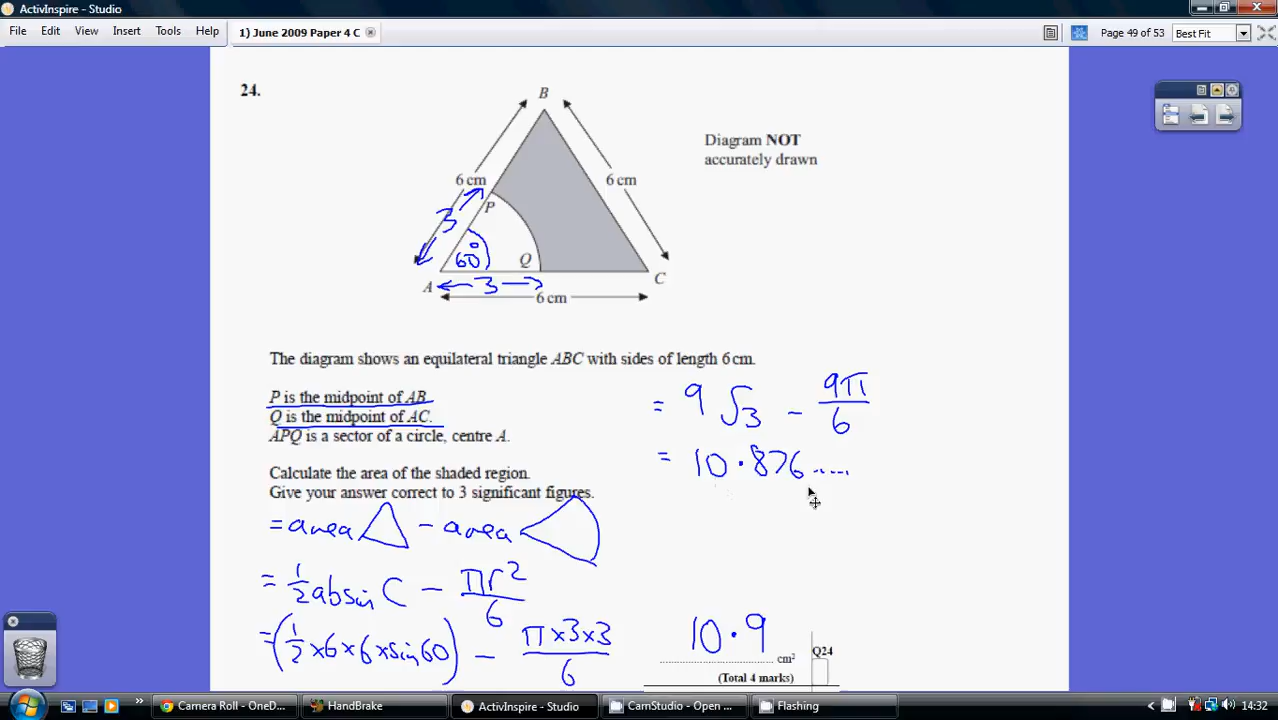 ActivInspire - Studio
File Edit View Insert Tools Help
1) June 2009 Paper 4 C
Page 49 of 53
Best Fit
24.
B
Diagram NOT
accurately drawn
6 cm
6 cm
3
P
60°
Q
A
3
C
6 cm
The diagram shows an equilateral triangle ABC with sides of length 6 cm.
P is the midpoint of AB.
Q is the midpoint of AC.
APQ is a sector of a circle, centre A.
Calculate the area of the shaded region.
Give your answer correct to 3 significant figures.
= area - area
= 1/2 ab sin C - πr²/6
= (1/2 × 6 × 6 × sin 60) - π×3×3/6
= 9√3 - 9π/6
= 10.876.....
10.9
cm²
Q24
(Total 4 marks)
Camera Roll - OneD...
HandBrake
ActivInspire - Studio
CamStudio - Open ...
Flashing
14:32